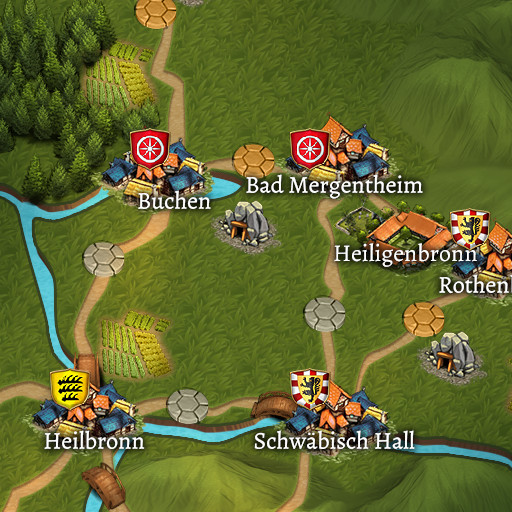 Buchen
Bad Mergentheim
Heiligenbronn
Rothen
Heilbronn
Schwäbisch Hall